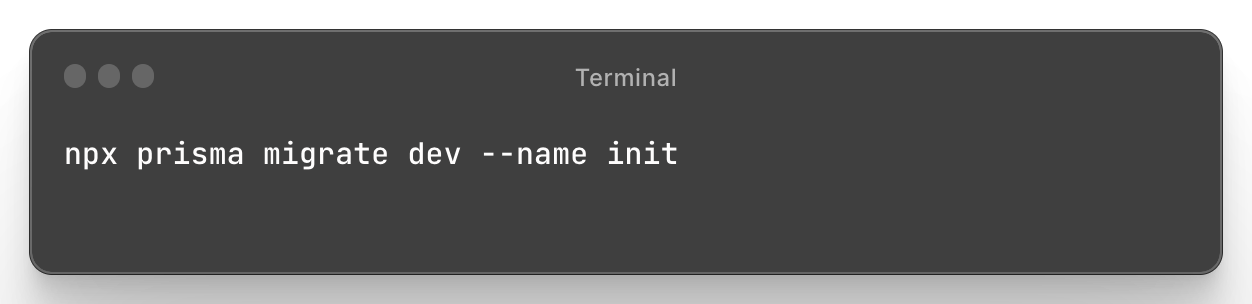 Terminal
npx prisma migrate dev --name init